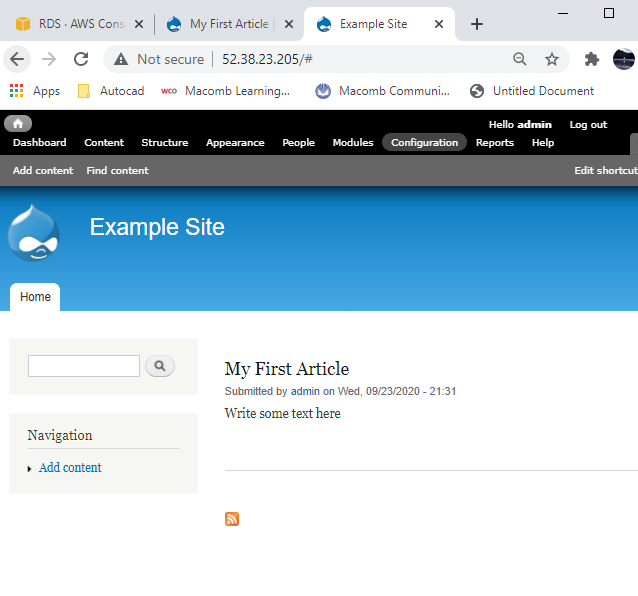 RDS · AWS Cons
My First Article |
Example Site
Not secure | 52.38.23.205/#
Apps Autocad MCO Macomb Learning... Macomb Communi... Untitled Document
Hello admin Log out
Dashboard Content Structure Appearance People Modules Configuration Reports Help
Add content Find content Edit shortcut
Example Site
Home
My First Article
Submitted by admin on Wed, 09/23/2020 - 21:31
Write some text here
Navigation
Add content